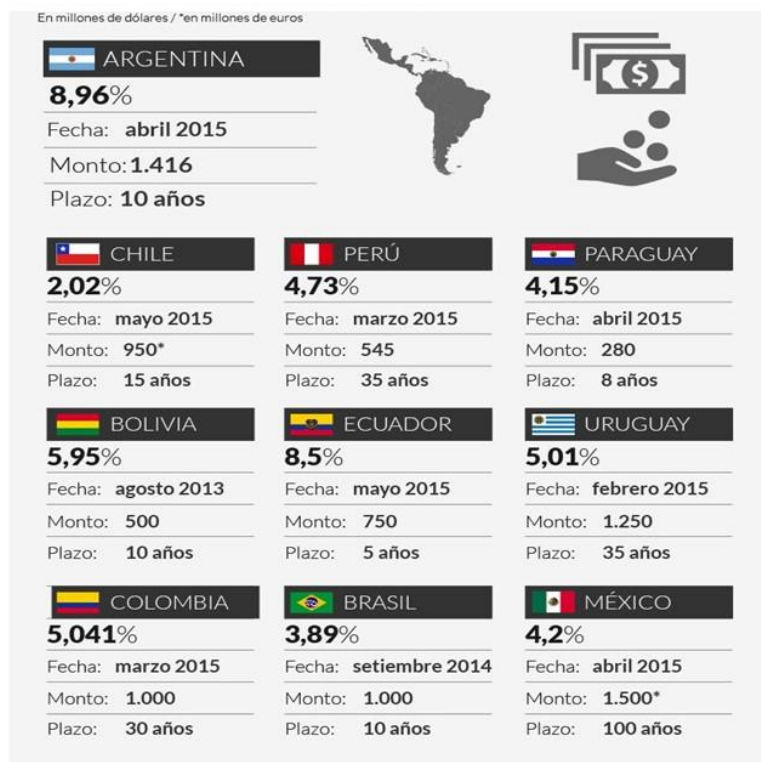 En millones de dólares / *en millones de euros
ARGENTINA
8,96%
Fecha: abril 2015
Monto: 1.416
Plazo: 10 años
$
CHILE
2,02%
Fecha: mayo 2015
Monto: 950*
Plazo: 15 años
PERÚ
4,73%
Fecha: marzo 2015
Monto: 545
Plazo: 35 años
PARAGUAY
4,15%
Fecha: abril 2015
Monto: 280
Plazo: 8 años
BOLIVIA
5,95%
Fecha: agosto 2013
Monto: 500
Plazo: 10 años
ECUADOR
8,5%
Fecha: mayo 2015
Monto: 750
Plazo: 5 años
URUGUAY
5,01%
Fecha: febrero 2015
Monto: 1.250
Plazo: 35 años
COLOMBIA
5,041%
Fecha: marzo 2015
Monto: 1.000
Plazo: 30 años
BRASIL
3,89%
Fecha: setiembre 2014
Monto: 1.000
Plazo: 10 años
MÉXICO
4,2%
Fecha: abril 2015
Monto: 1.500*
Plazo: 100 años